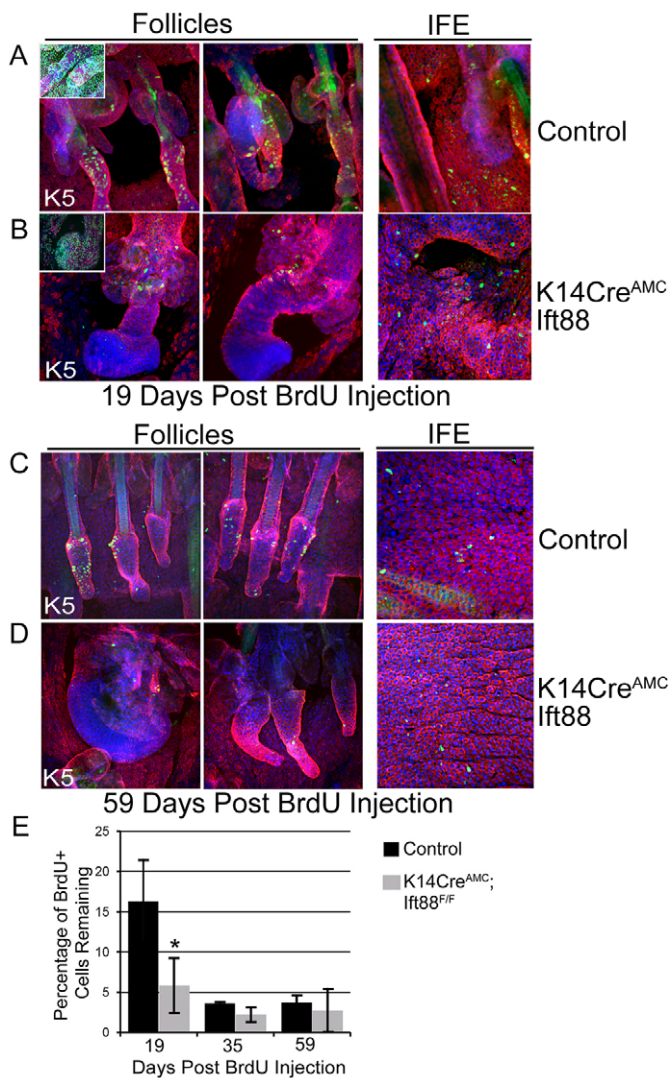 Follicles
IFE
A
K5
Control
B
K5
K14Cre^AMC
Ift88
19 Days Post BrdU Injection
Follicles
IFE
C
K5
Control
D
K5
K14Cre^AMC
Ift88
59 Days Post BrdU Injection
E
Percentage of BrdU+
Cells Remaining
25
20
15
10
5
0
*
19
35
59
Days Post BrdU Injection
Control
K14Cre^AMC;
Ift88^F/F